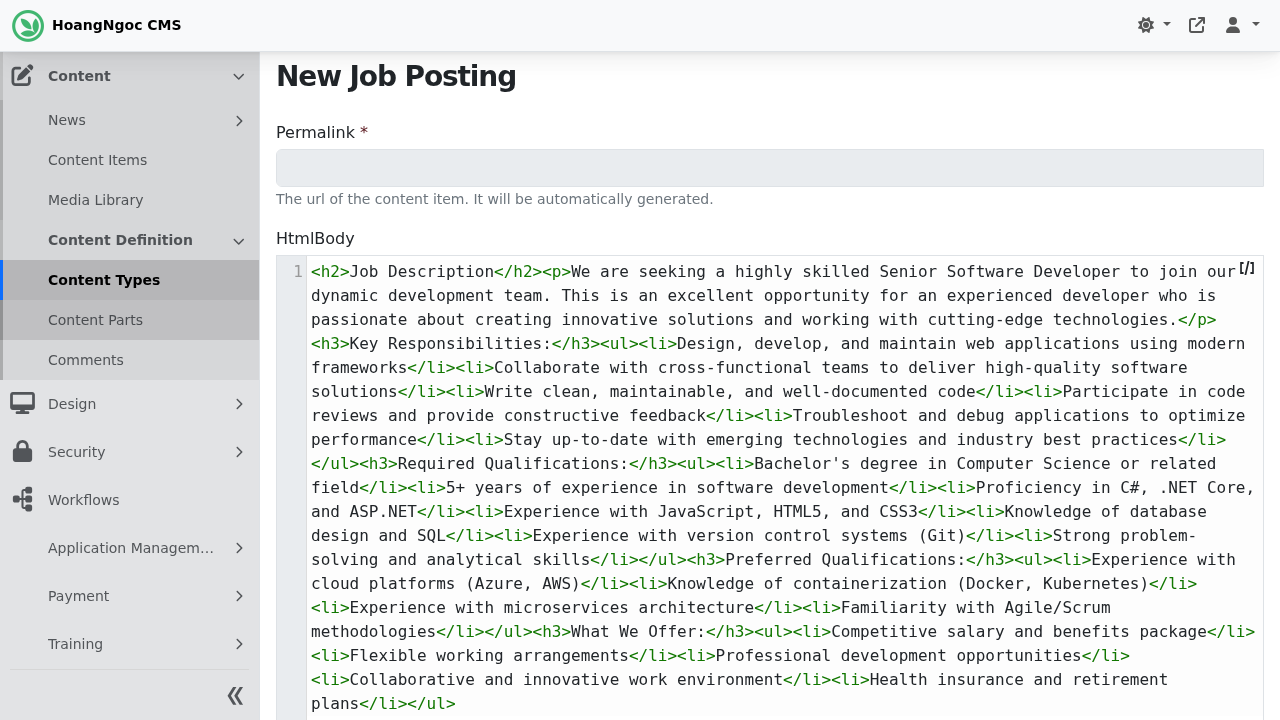 HoangNgoc CMS
Content
News
Content Items
Media Library
Content Definition
Content Types
Content Parts
Comments
Design
Security
Workflows
Application Managem...
Payment
Training
New Job Posting
Permalink *
The url of the content item. It will be automatically generated.
HtmlBody
1
[/]
<h2>Job Description</h2><p>We are seeking a highly skilled Senior Software Developer to join our
dynamic development team. This is an excellent opportunity for an experienced developer who is
passionate about creating innovative solutions and working with cutting-edge technologies.</p>
<h3>Key Responsibilities:</h3><ul><li>Design, develop, and maintain web applications using modern
frameworks</li><li>Collaborate with cross-functional teams to deliver high-quality software
solutions</li><li>Write clean, maintainable, and well-documented code</li><li>Participate in code
reviews and provide constructive feedback</li><li>Troubleshoot and debug applications to optimize
performance</li><li>Stay up-to-date with emerging technologies and industry best practices</li>
</ul><h3>Required Qualifications:</h3><ul><li>Bachelor's degree in Computer Science or related
field</li><li>5+ years of experience in software development</li><li>Proficiency in C#, .NET Core,
and ASP.NET</li><li>Experience with JavaScript, HTML5, and CSS3</li><li>Knowledge of database
design and SQL</li><li>Experience with version control systems (Git)</li><li>Strong problem-
solving and analytical skills</li></ul><h3>Preferred Qualifications:</h3><ul><li>Experience with
cloud platforms (Azure, AWS)</li><li>Knowledge of containerization (Docker, Kubernetes)</li>
<li>Experience with microservices architecture</li><li>Familiarity with Agile/Scrum
methodologies</li></ul><h3>What We Offer:</h3><ul><li>Competitive salary and benefits package</li>
<li>Flexible working arrangements</li><li>Professional development opportunities</li>
<li>Collaborative and innovative work environment</li><li>Health insurance and retirement
plans</li></ul>